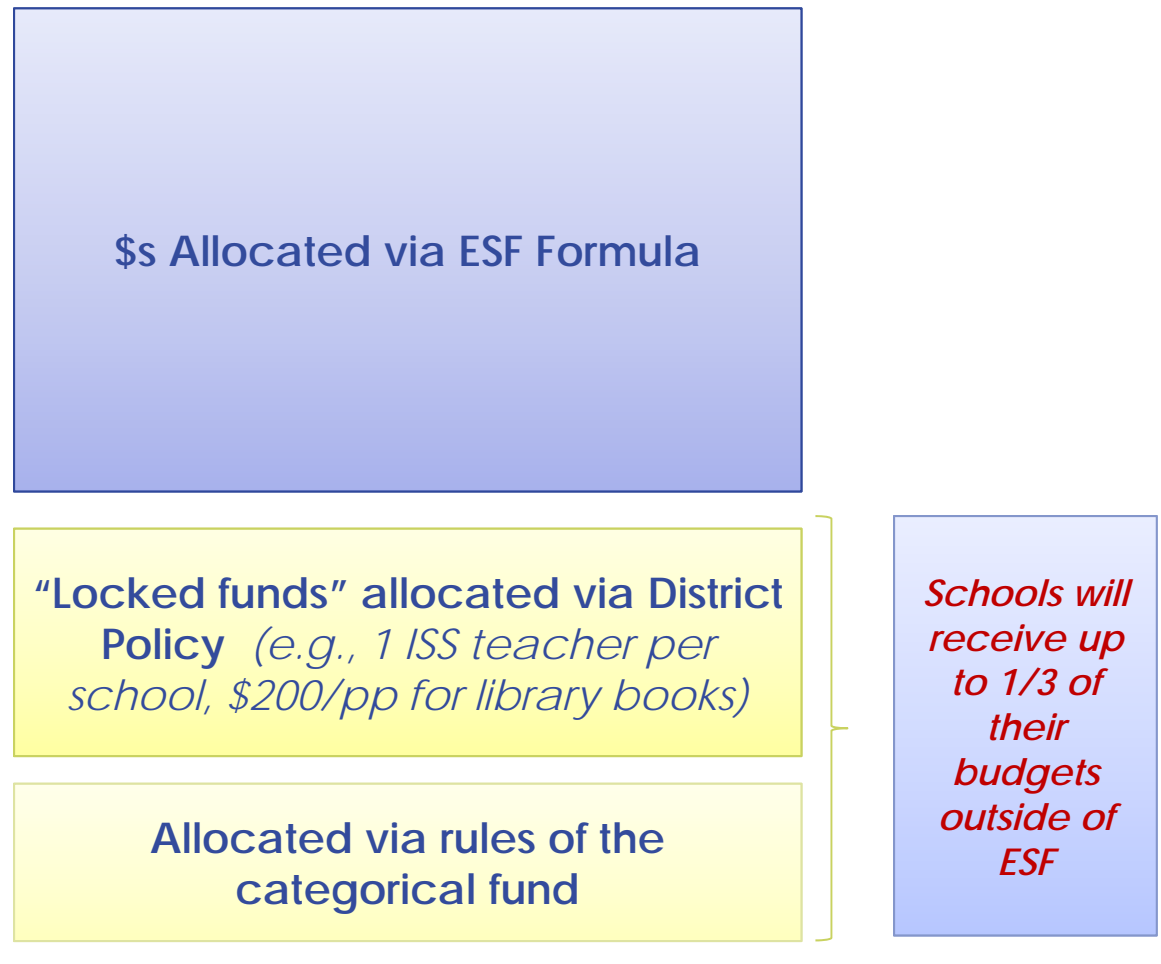 $s Allocated via ESF Formula
“Locked funds” allocated via District
Policy (e.g., 1 ISS teacher per
school, $200/pp for library books)
Allocated via rules of the
categorical fund
Schools will
receive up
to 1/3 of
their
budgets
outside of
ESF